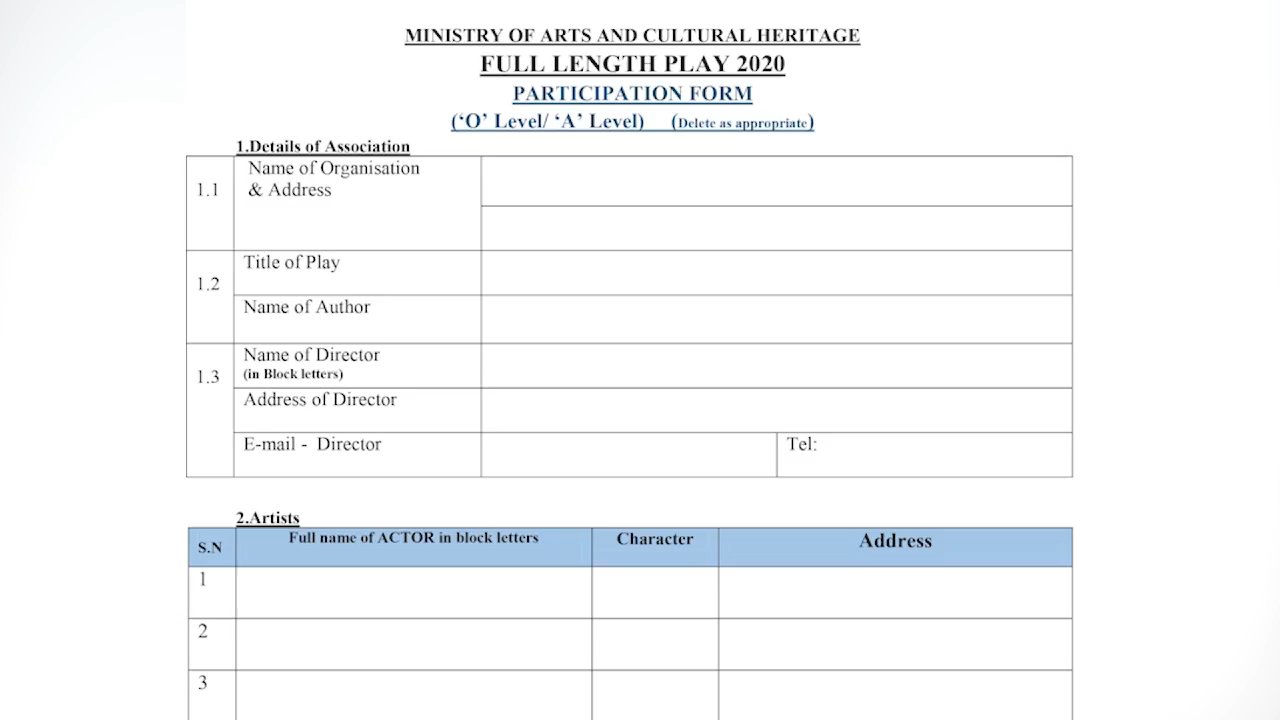 MINISTRY OF ARTS AND CULTURAL HERITAGE
FULL LENGTH PLAY 2020
PARTICIPATION FORM
(‘O’ Level/ ‘A’ Level) (Delete as appropriate)
1.Details of Association
1.1 Name of Organisation
& Address
1.2 Title of Play
Name of Author
1.3 Name of Director
(in Block letters)
Address of Director
E-mail - Director Tel:
2.Artists
S.N Full name of ACTOR in block letters Character Address
1
2
3